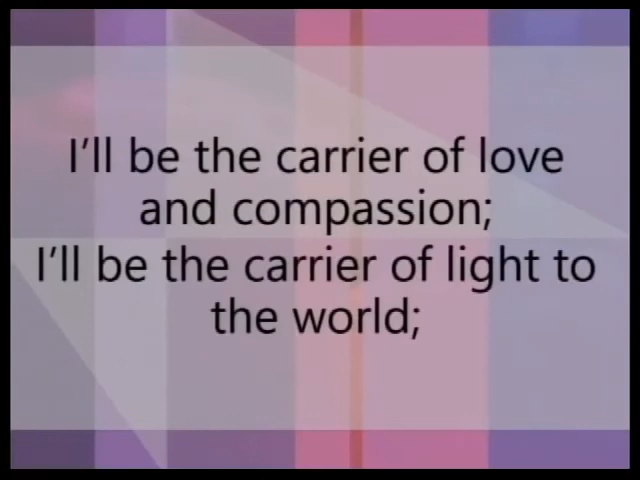 I’ll be the carrier of love
and compassion;
I’ll be the carrier of light to
the world;